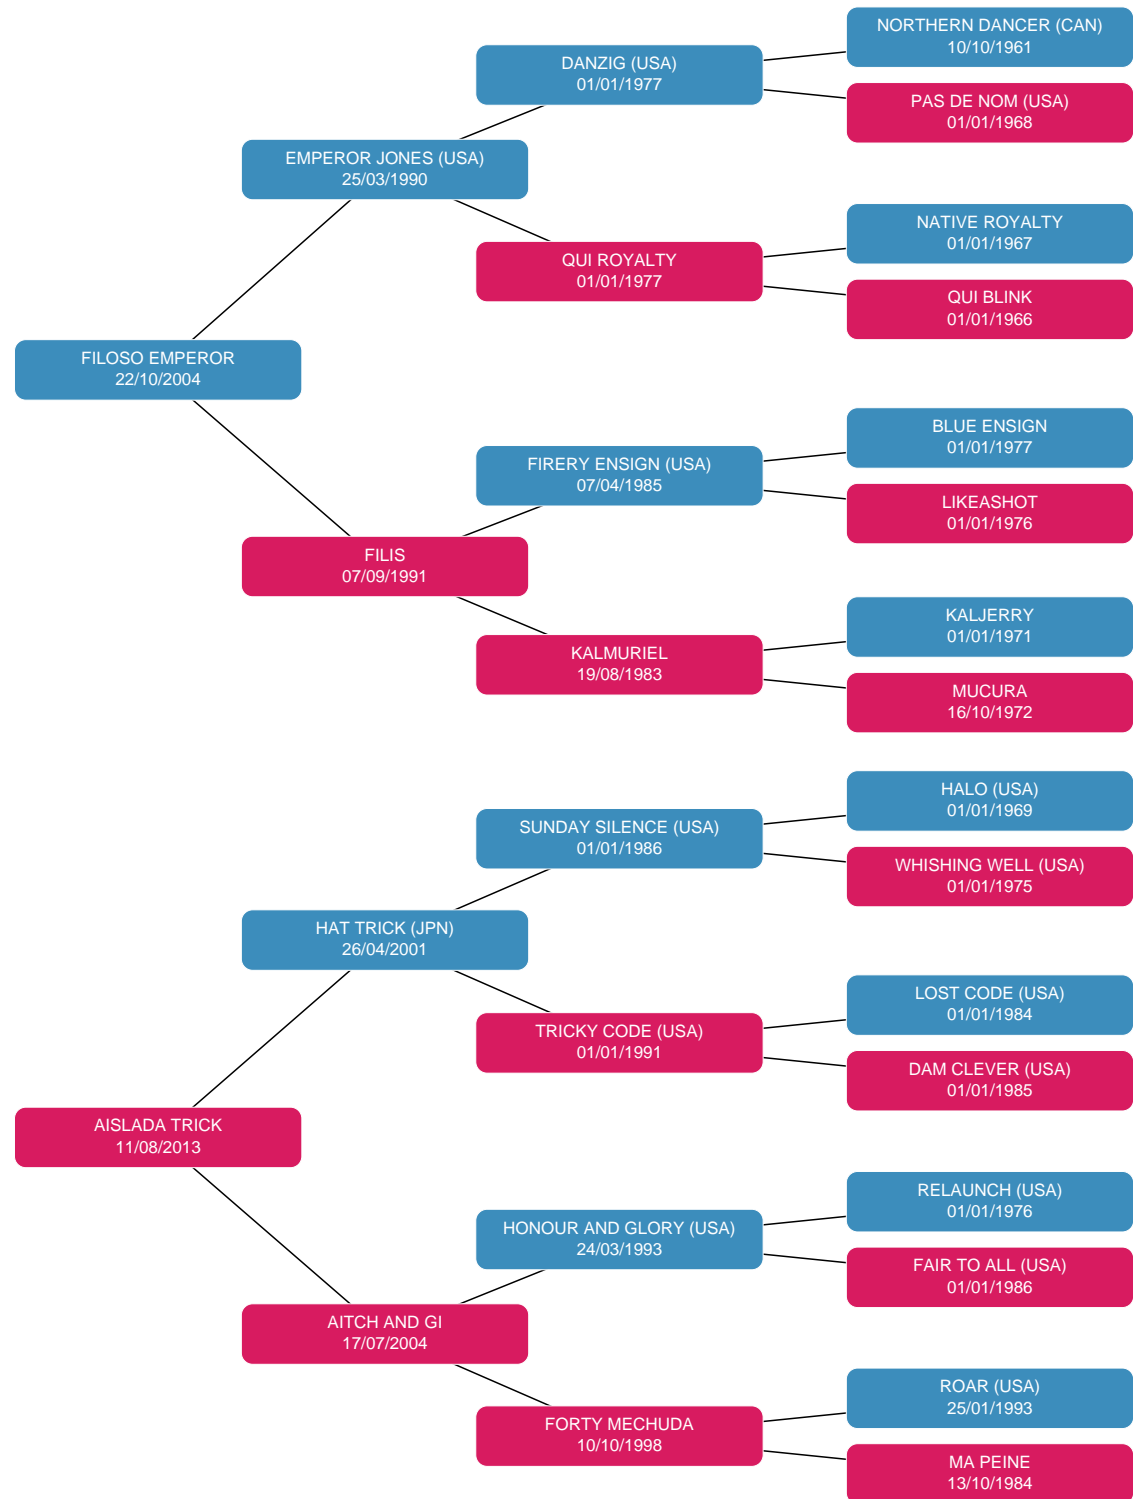 NORTHERN DANCER (CAN)
10/10/1961
DANZIG (USA)
01/01/1977
PAS DE NOM (USA)
01/01/1968
EMPEROR JONES (USA)
25/03/1990
NATIVE ROYALTY
01/01/1967
QUI ROYALTY
01/01/1977
QUI BLINK
01/01/1966
FILOSO EMPEROR
22/10/2004
BLUE ENSIGN
01/01/1977
FIRERY ENSIGN (USA)
07/04/1985
LIKEASHOT
01/01/1976
FILIS
07/09/1991
KALJERRY
01/01/1971
KALMURIEL
19/08/1983
MUCURA
16/10/1972
HALO (USA)
01/01/1969
SUNDAY SILENCE (USA)
01/01/1986
WHISHING WELL (USA)
01/01/1975
HAT TRICK (JPN)
26/04/2001
LOST CODE (USA)
01/01/1984
TRICKY CODE (USA)
01/01/1991
DAM CLEVER (USA)
01/01/1985
AISLADA TRICK
11/08/2013
RELAUNCH (USA)
01/01/1976
HONOUR AND GLORY (USA)
24/03/1993
FAIR TO ALL (USA)
01/01/1986
AITCH AND GI
17/07/2004
ROAR (USA)
25/01/1993
FORTY MECHUDA
10/10/1998
MA PEINE
13/10/1984